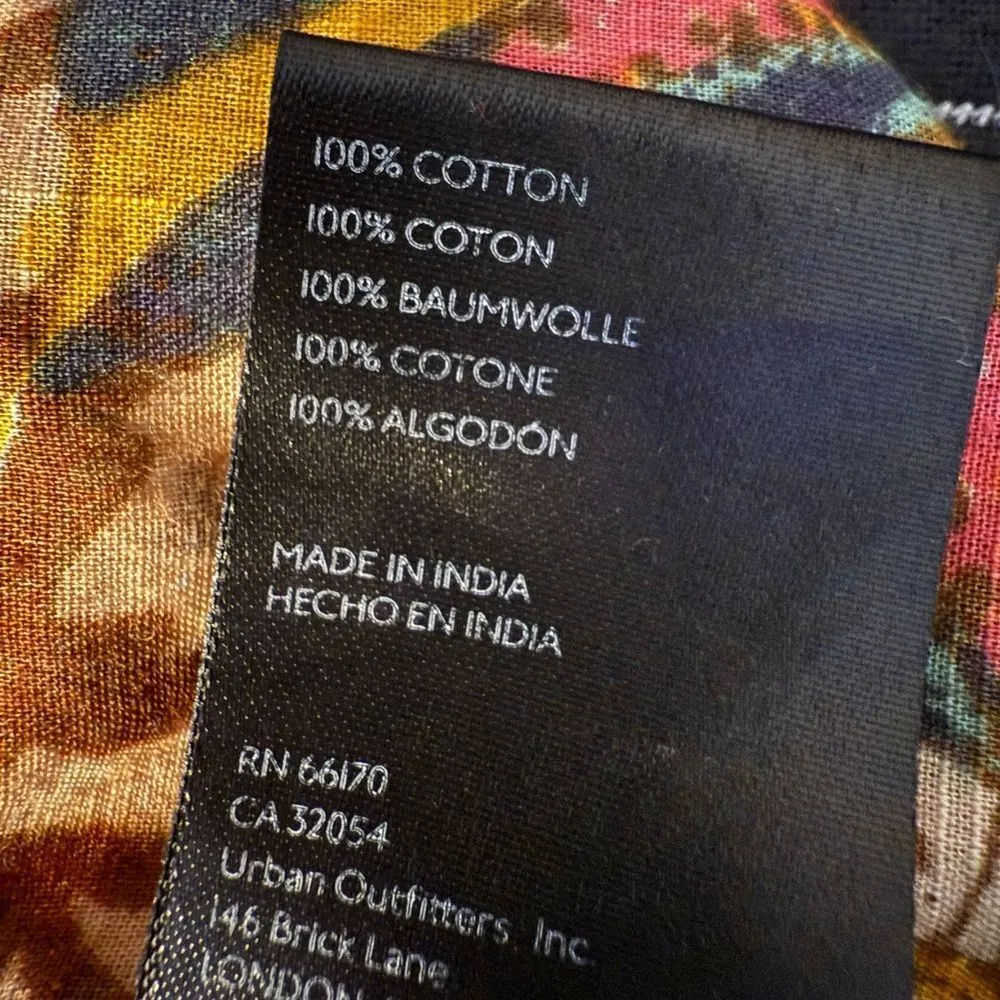 100% COTTON
100% COTON
100% BAUMWOLLE
100% COTONE
100% ALGODÓN
MADE IN INDIA
HECHO EN INDIA
RN 66170
CA 32054
Urban Outfitters, Inc
146 Brick Lane
LONDON